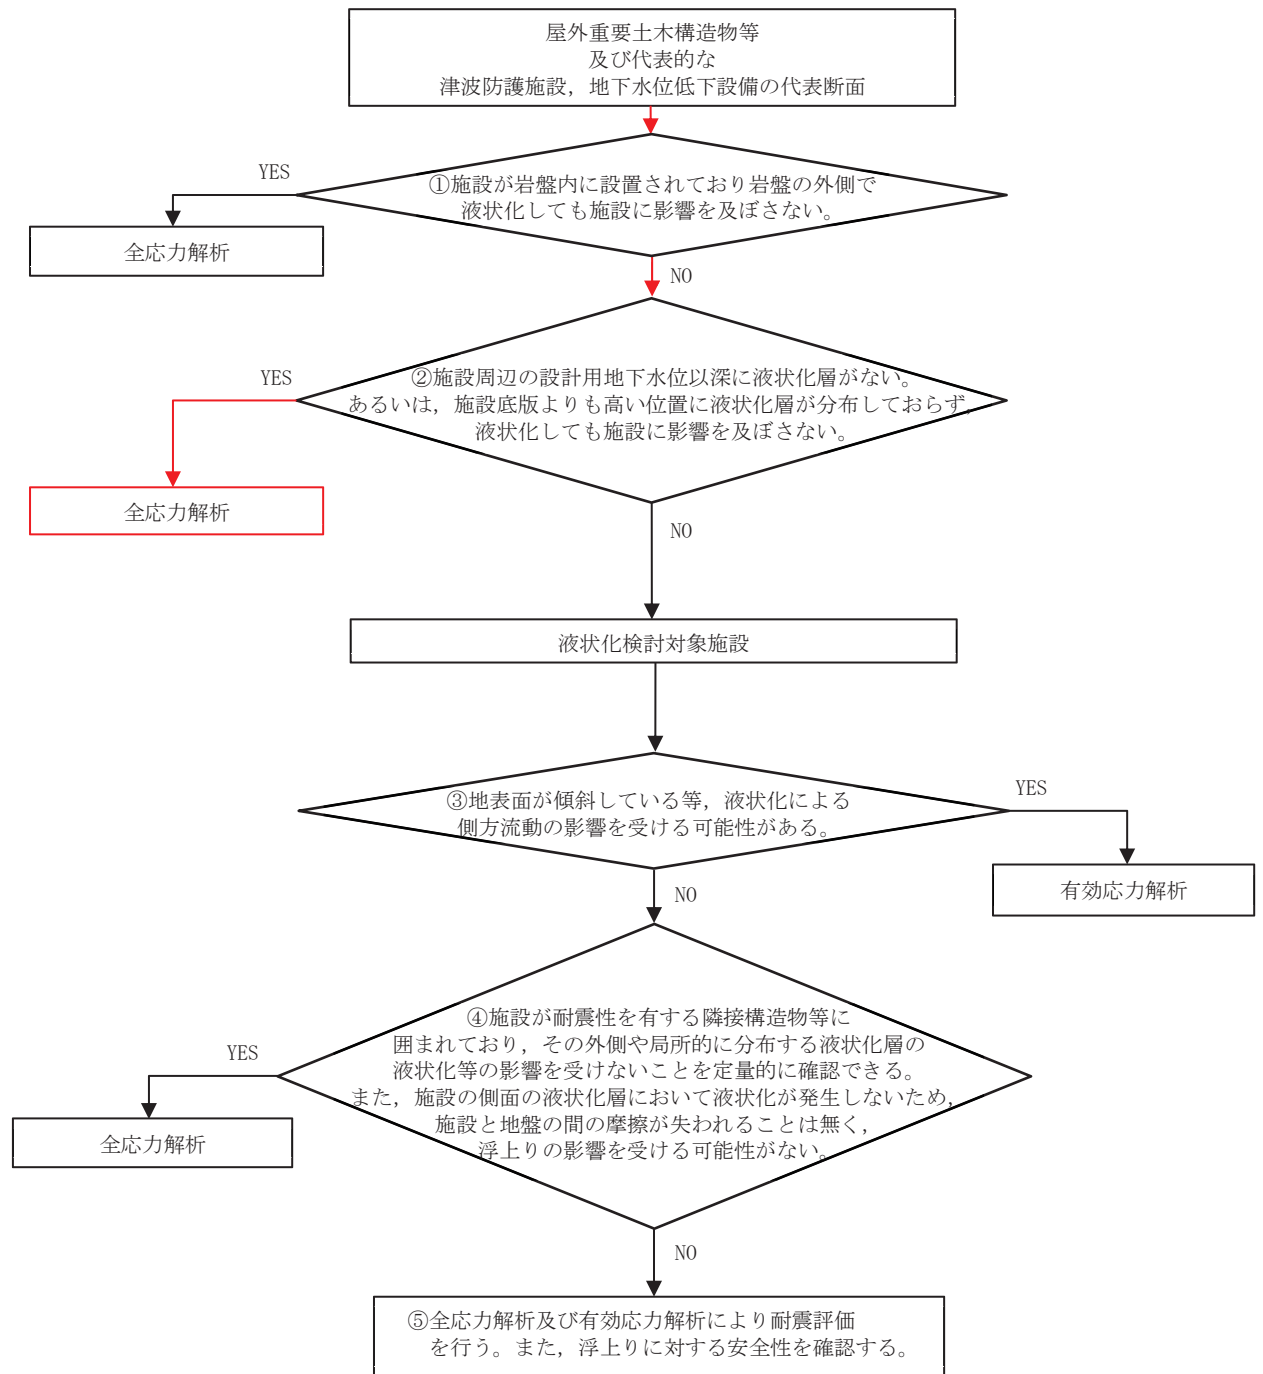 屋外重要土木構造物等
及び代表的な
津波防護施設，地下水位低下設備の代表断面
YES
①施設が岩盤内に設置されており岩盤の外側で
液状化しても施設に影響を及ぼさない。
全応力解析
NO
YES
②施設周辺の設計用地下水位以深に液状化層がない。
あるいは，施設底版よりも高い位置に液状化層が分布しておらず，
液状化しても施設に影響を及ぼさない。
全応力解析
NO
液状化検討対象施設
③地表面が傾斜している等，液状化による
側方流動の影響を受ける可能性がある。
YES
有効応力解析
NO
④施設が耐震性を有する隣接構造物等に
囲まれており，その外側や局所的に分布する液状化層の
液状化等の影響を受けないことを定量的に確認できる。
また，施設の側面の液状化層において液状化が発生しないため，
施設と地盤の間の摩擦が失われることは無く，
浮上りの影響を受ける可能性がない。
YES
全応力解析
NO
⑤全応力解析及び有効応力解析により耐震評価
を行う。また，浮上りに対する安全性を確認する。